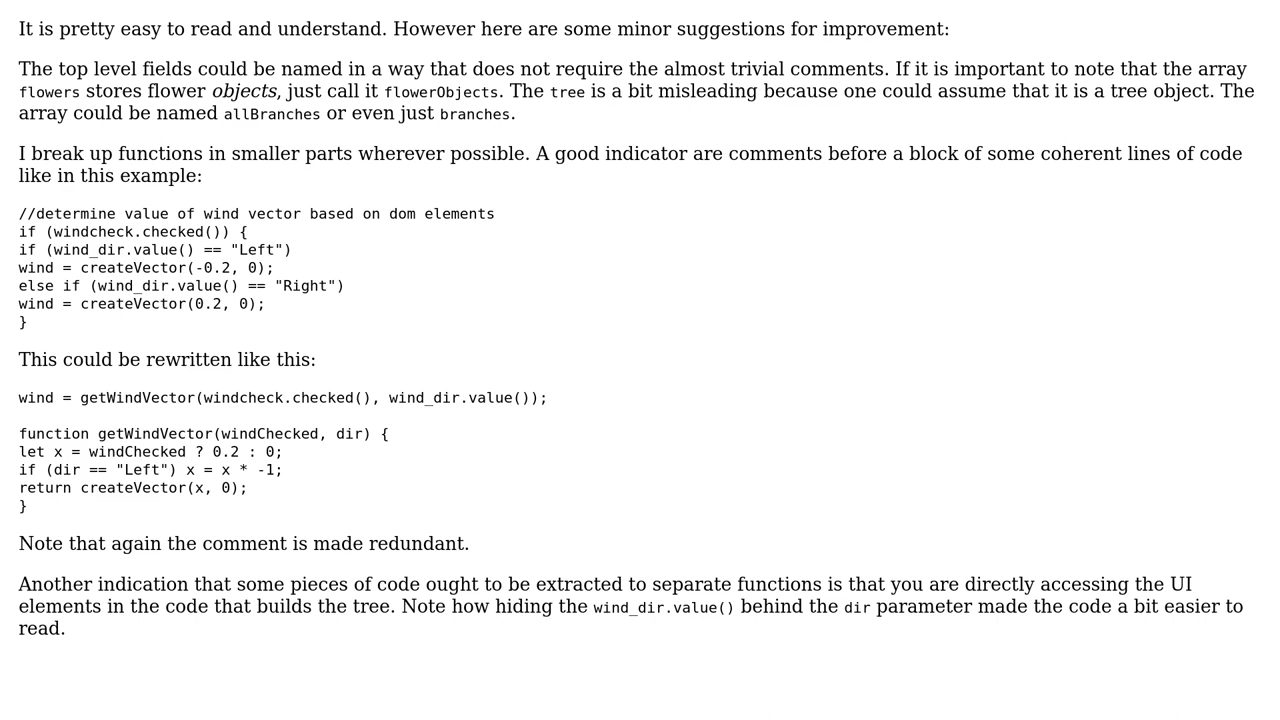 It is pretty easy to read and understand. However here are some minor suggestions for improvement:
The top level fields could be named in a way that does not require the almost trivial comments. If it is important to note that the array
flowers stores flower objects, just call it flowerObjects. The tree is a bit misleading because one could assume that it is a tree object. The
array could be named allBranches or even just branches.
I break up functions in smaller parts wherever possible. A good indicator are comments before a block of some coherent lines of code
like in this example:
//determine value of wind vector based on dom elements
if (windcheck.checked()) {
if (wind_dir.value() == "Left")
wind = createVector(-0.2, 0);
else if (wind_dir.value() == "Right")
wind = createVector(0.2, 0);
}
This could be rewritten like this:
wind = getWindVector(windcheck.checked(), wind_dir.value());
function getWindVector(windChecked, dir) {
let x = windChecked ? 0.2 : 0;
if (dir == "Left") x = x * -1;
return createVector(x, 0);
}
Note that again the comment is made redundant.
Another indication that some pieces of code ought to be extracted to separate functions is that you are directly accessing the UI
elements in the code that builds the tree. Note how hiding the wind_dir.value() behind the dir parameter made the code a bit easier to
read.